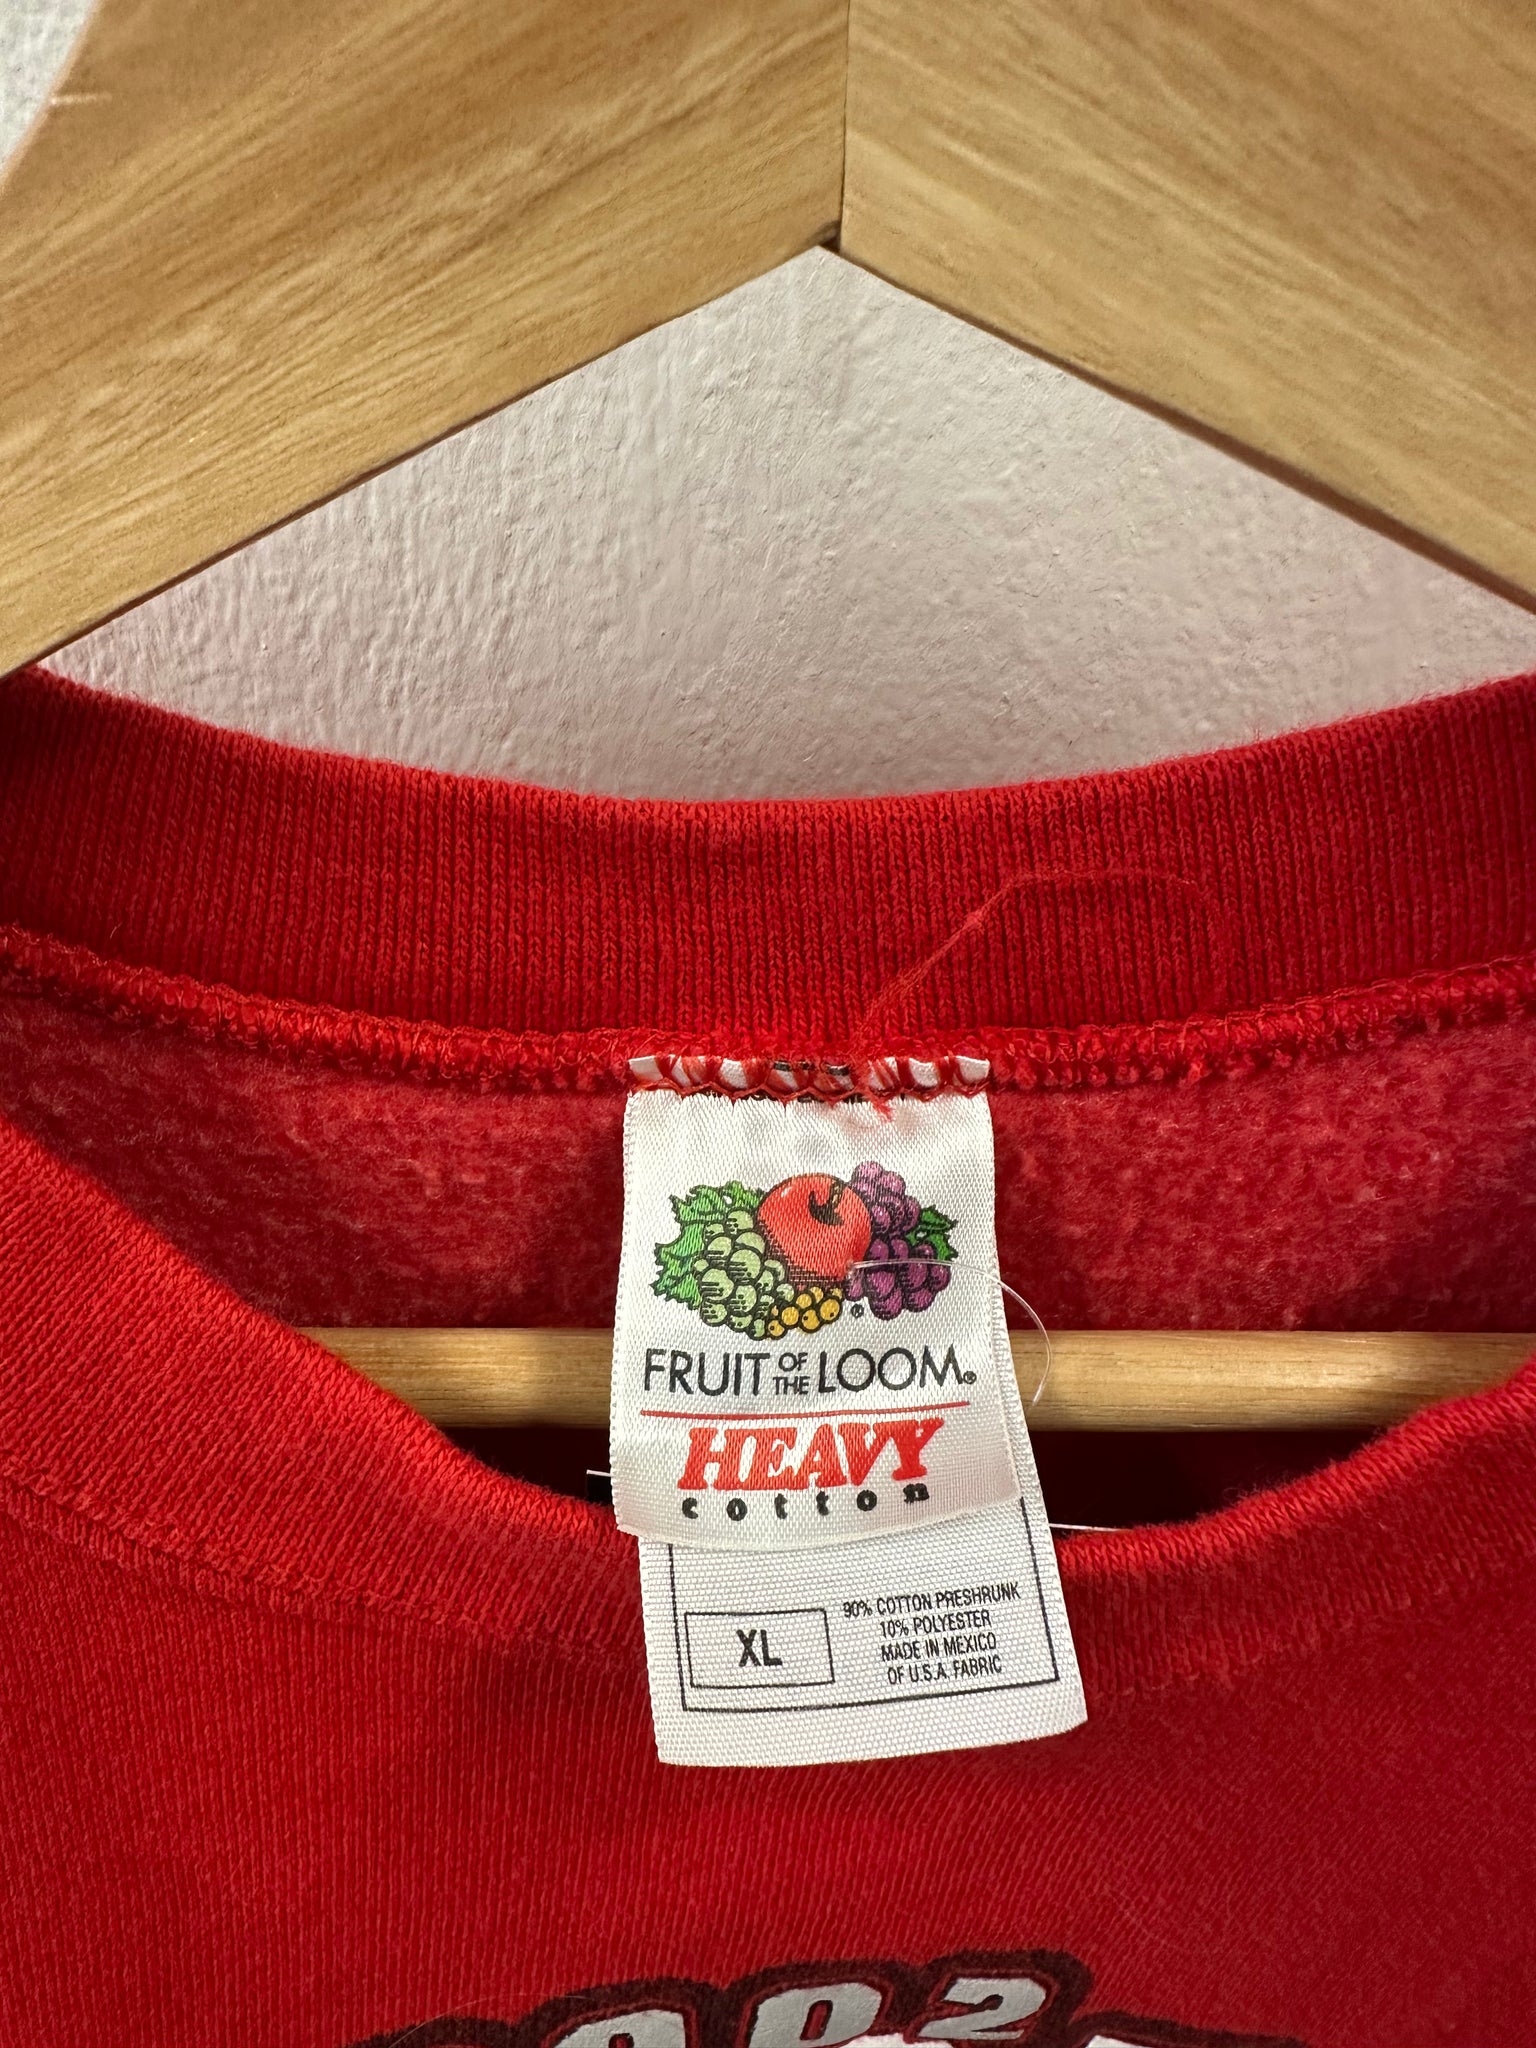 FRUIT OF THE LOOM®
HEAVY
cotton
XL
90% COTTON PRESHRUNK
10% POLYESTER
MADE IN MEXICO
OF U.S.A. FABRIC